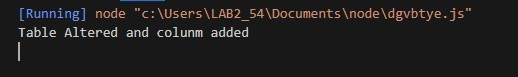 [Running] node "c:\Users\LAB2_54\Documents\node\dgvbtye.js"
Table Altered and colunm added